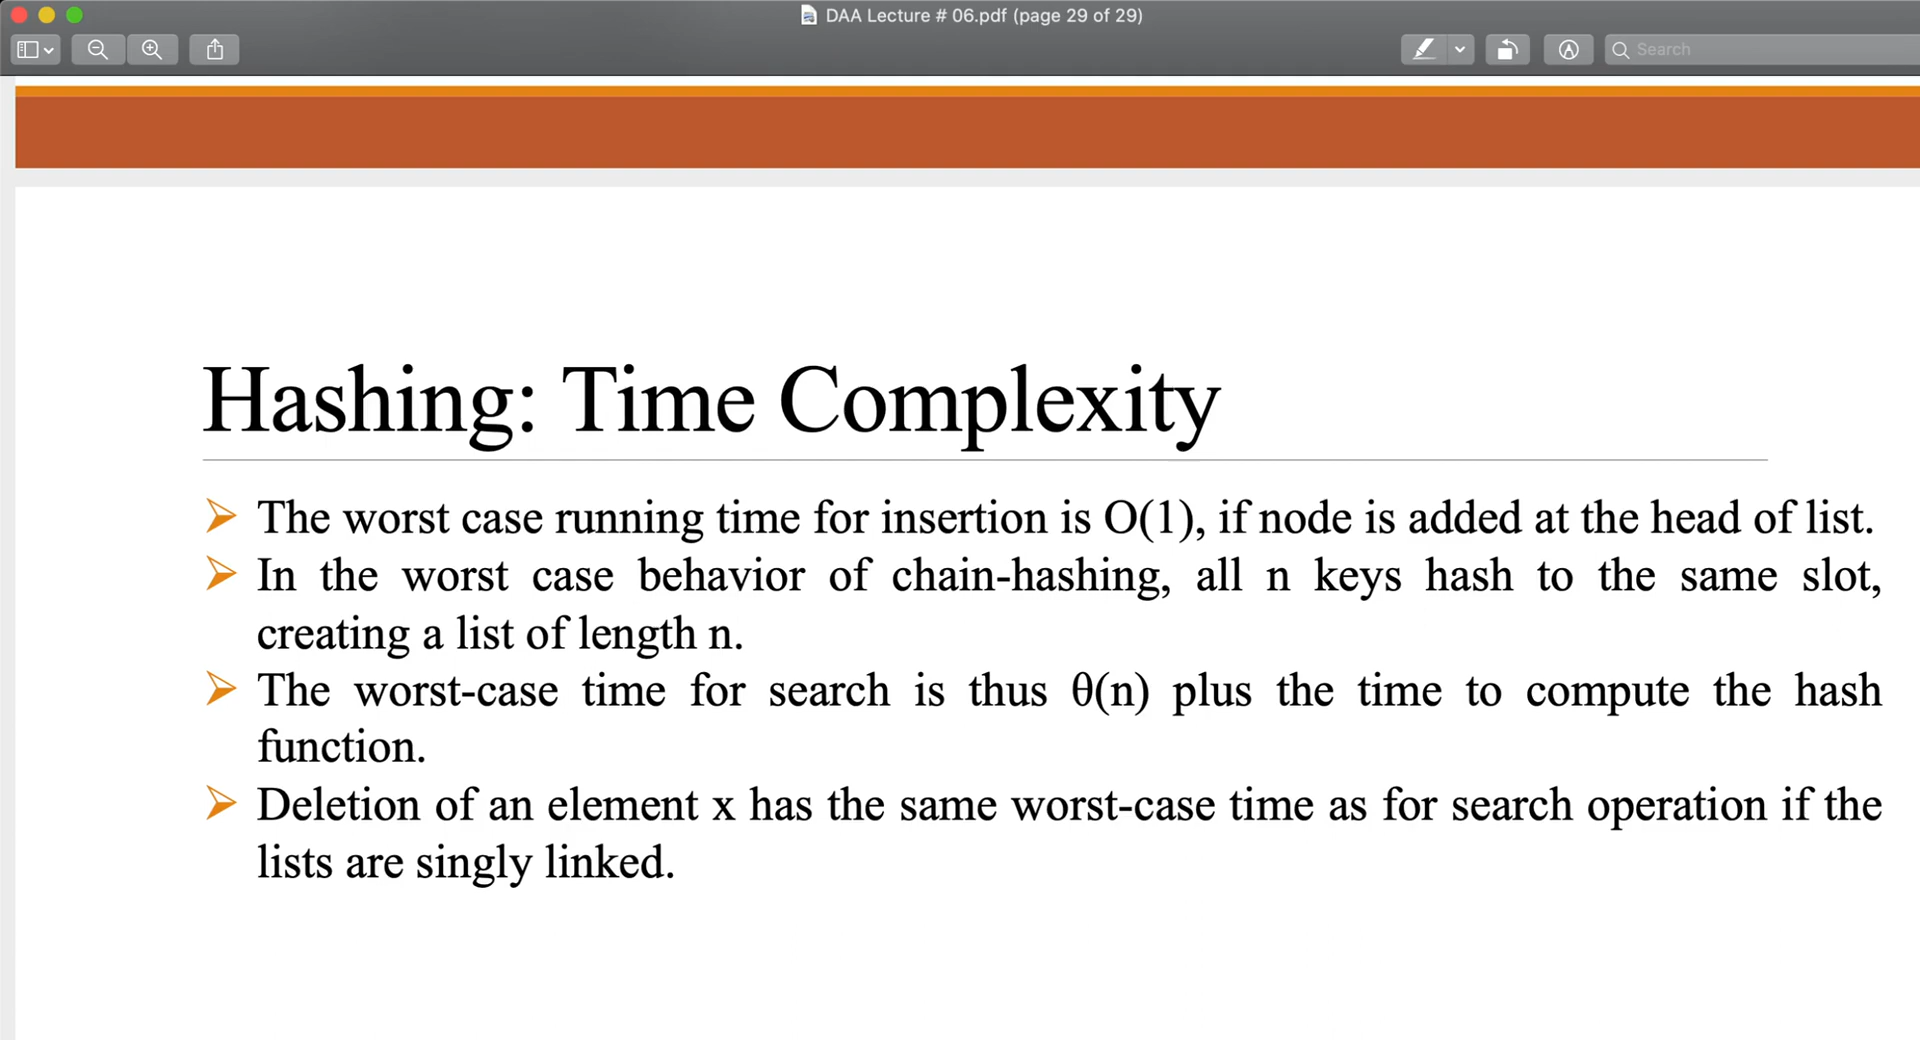 DAA Lecture # 06.pdf (page 29 of 29)
Search
Hashing: Time Complexity
➢ The worst case running time for insertion is O(1), if node is added at the head of list.
➢ In the worst case behavior of chain-hashing, all n keys hash to the same slot,
creating a list of length n.
➢ The worst-case time for search is thus θ(n) plus the time to compute the hash
function.
➢ Deletion of an element x has the same worst-case time as for search operation if the
lists are singly linked.